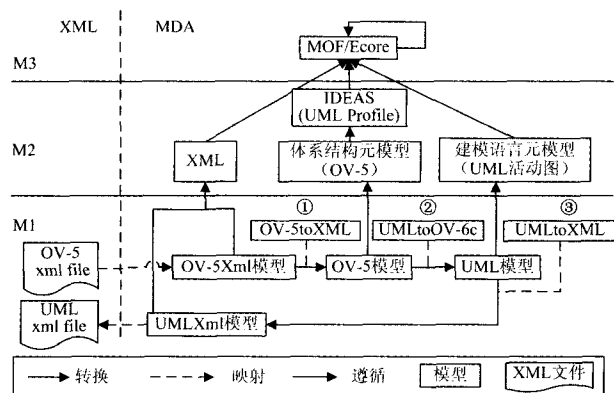 XML
MDA
MOF/Ecore
M3
IDEAS
(UML Profile)
M2
XML
体系结构元模型
(OV-5)
建模语言元模型
(UML活动图)
M1
①
②
③
OV-5toXML
UMLtoOV-6c
UMLtoXML
OV-5
xml file
OV-5Xml模型
OV-5模型
UML模型
UML
xml file
UMLXml模型
转换
映射
遵循
模型
XML文件